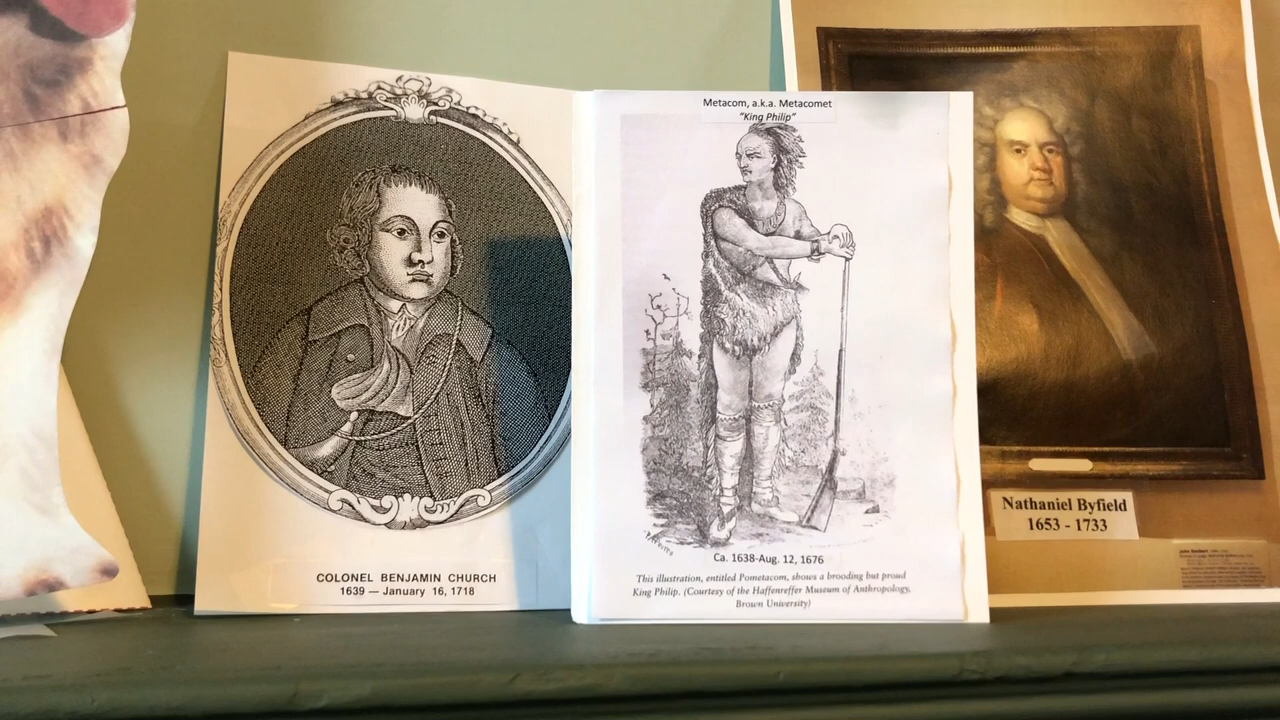 COLONEL BENJAMIN CHURCH
1639 — January 16, 1718
Metacom, a.k.a. Metacomet
"King Philip"
Ca. 1638-Aug. 12, 1676
This illustration, entitled Pometacom, shows a brooding but proud
King Philip. (Courtesy of the Haffenreffer Museum of Anthropology,
Brown University)
Nathaniel Byfield
1653 - 1733